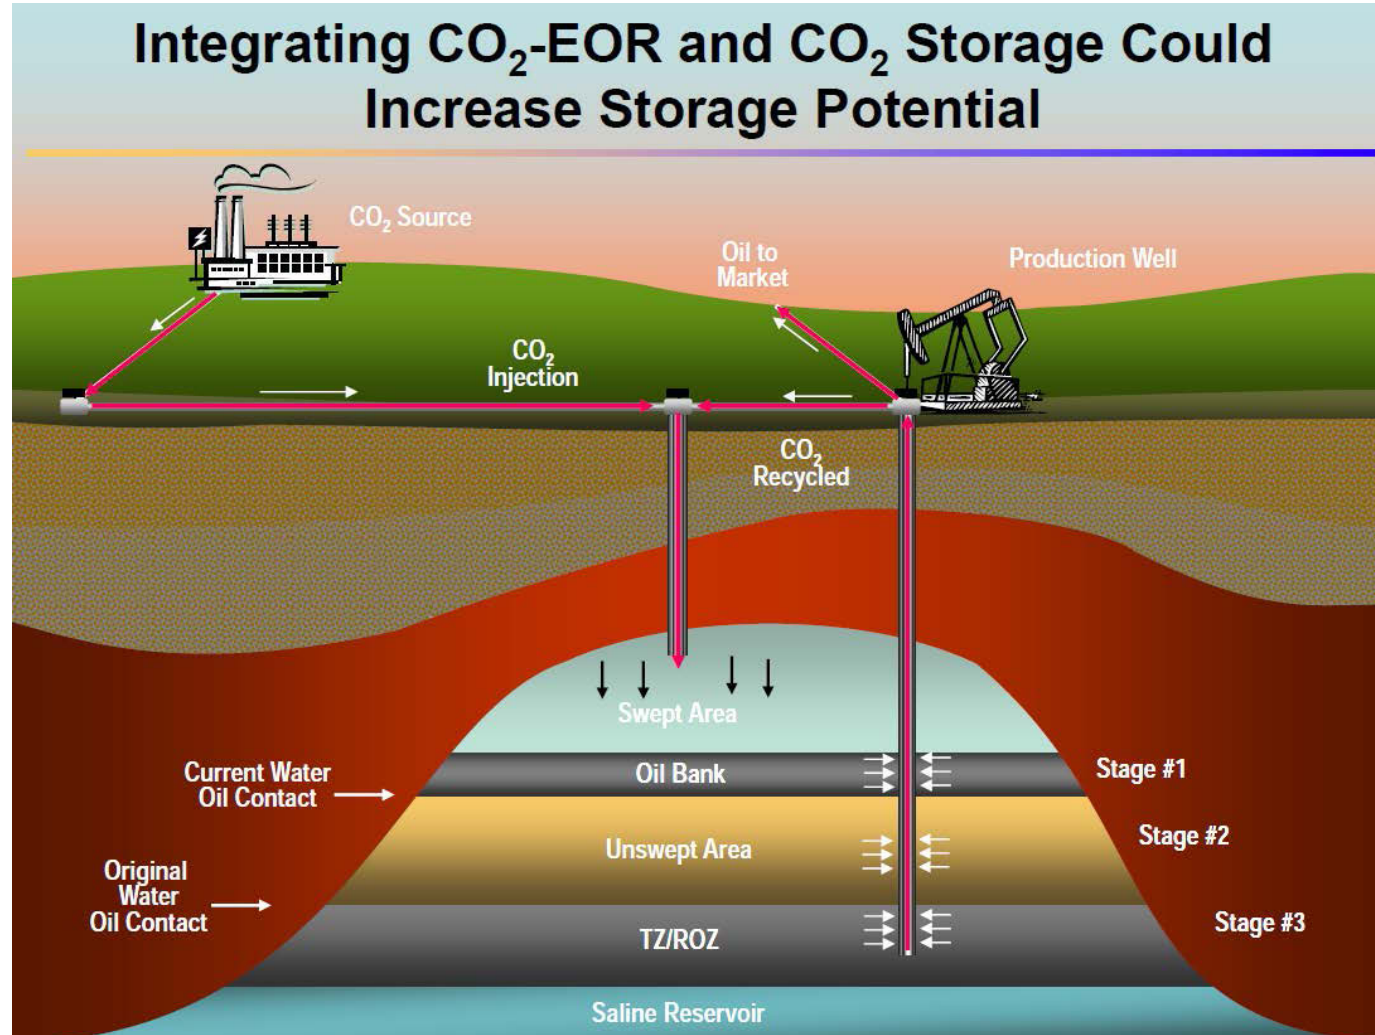 Integrating CO₂-EOR and CO₂ Storage Could
Increase Storage Potential
CO₂ Source
Oil to
Market
Production Well
CO₂
Injection
CO₂
Recycled
Swept Area
Current Water
Oil Contact
Oil Bank
Stage #1
Unswept Area
Stage #2
Original
Water
Oil Contact
TZ/ROZ
Stage #3
Saline Reservoir